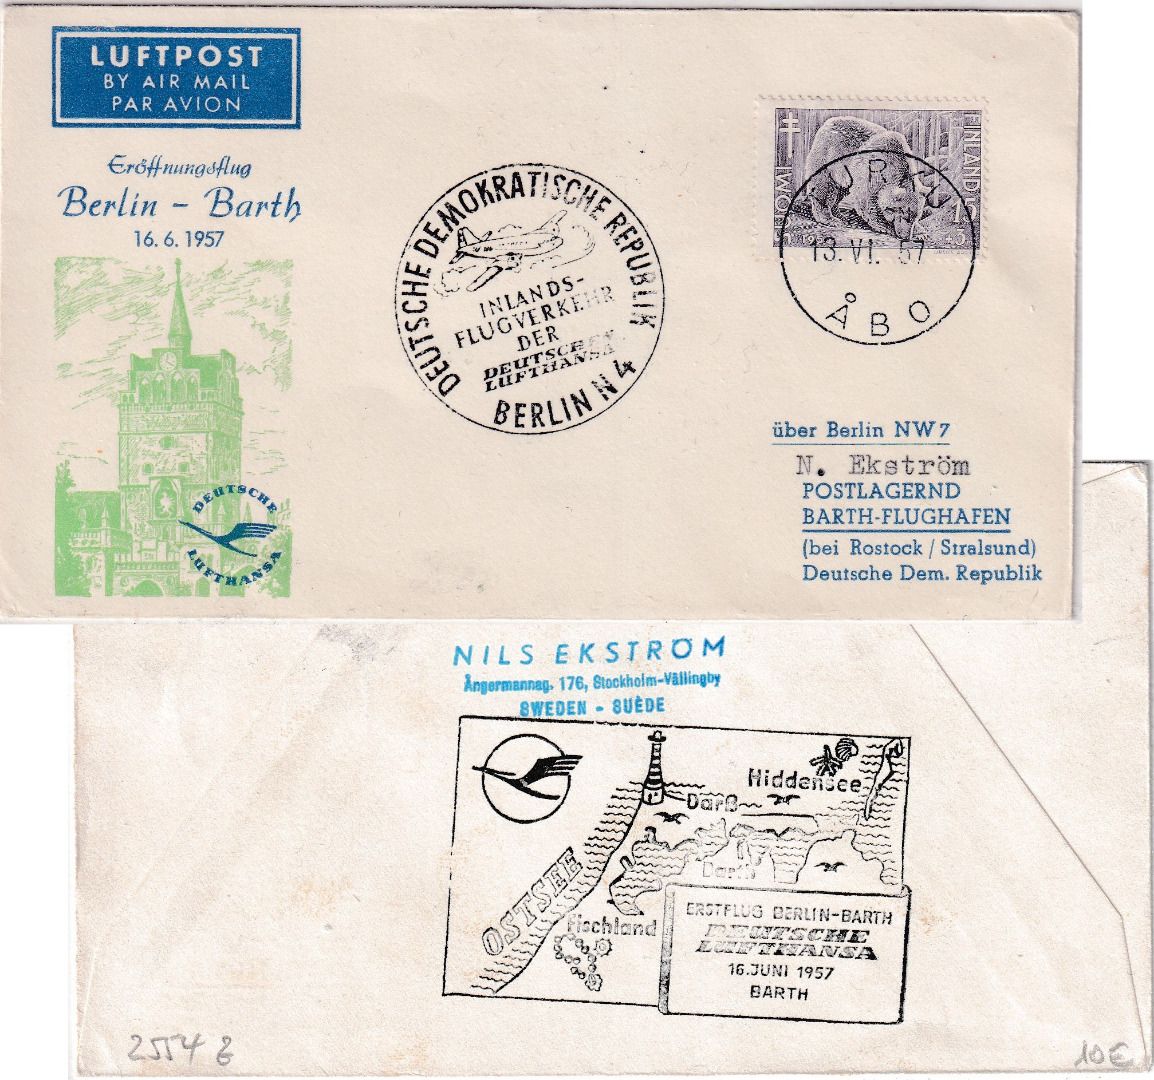 LUFTPOST
BY AIR MAIL
PAR AVION
Eröffnungsflug
Berlin – Barth
16. 6. 1957
DEUTSCHE
LUFTHANSA
DEUTSCHE DEMOKRATISCHE REPUBLIK
INLANDS-
FLUGVERKEHR
DER
DEUTSCHEN
LUFTHANSA
BERLIN N 4
FINLAND
13. VI. 57
ÅBO
über Berlin NW 7
N. Ekström
POSTLAGERND
BARTH-FLUGHAFEN
(bei Rostock / Stralsund)
Deutsche Dem. Republik
NILS EKSTRÖM
Ångermannag. 176, Stockholm-Vällingby
SWEDEN - SUÈDE
Hiddensee
Darß
Barth
OSTSEE
Fischland
ERSTFLUG BERLIN-BARTH
DEUTSCHE
LUFTHANSA
16. JUNI 1957
BARTH
10€